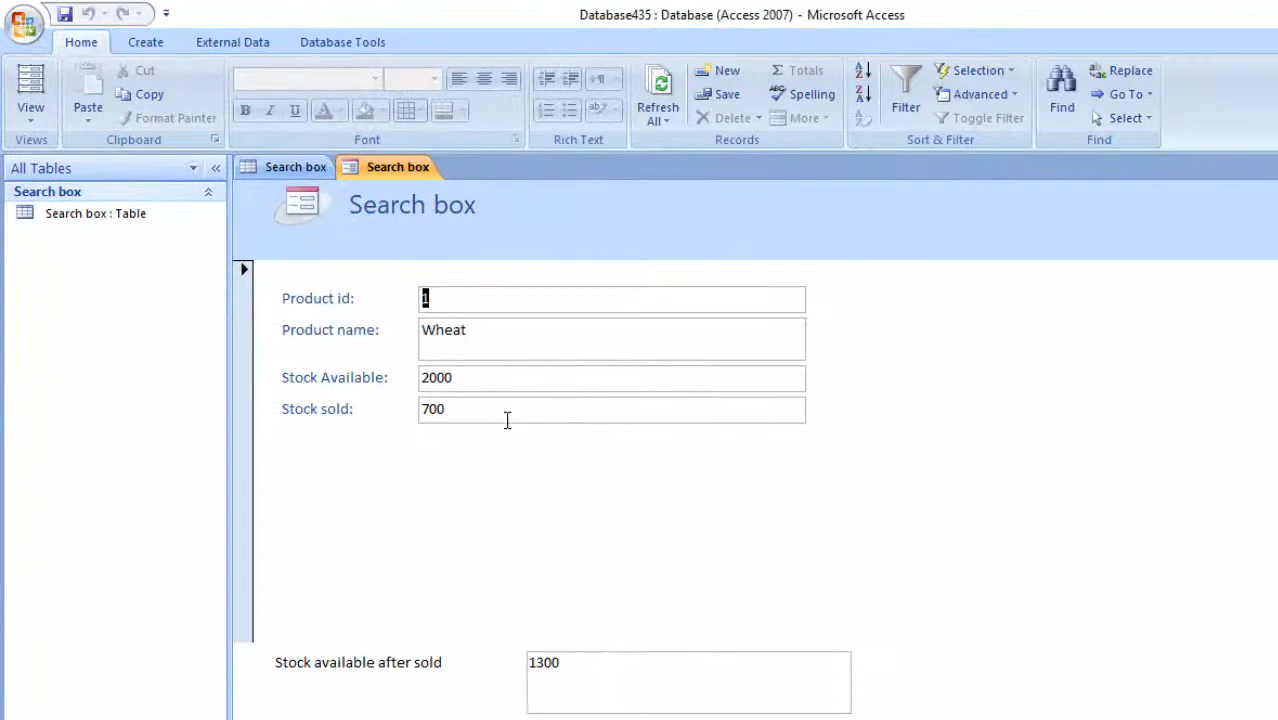 Database435 : Database (Access 2007) - Microsoft Access
Home Create External Data Database Tools
View
Views
Paste
Cut
Copy
Format Painter
Clipboard
B I U A
Font
Rich Text
Refresh All
New
Save
Delete
Totals
Spelling
More
Records
Filter
Selection
Advanced
Toggle Filter
Sort & Filter
Find
Replace
Go To
Select
Find
All Tables
Search box
Search box : Table
Search box Search box
Search box
Product id: 1
Product name: Wheat
Stock Available: 2000
Stock sold: 700
Stock available after sold 1300